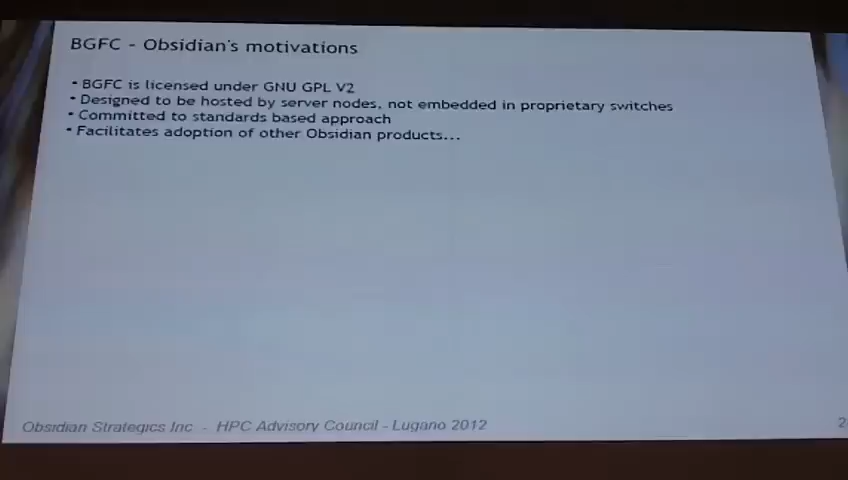 BGFC - Obsidian's motivations
• BGFC is licensed under GNU GPL V2
• Designed to be hosted by server nodes, not embedded in proprietary switches
• Committed to standards based approach
• Facilitates adoption of other Obsidian products...
Obsidian Strategics Inc - HPC Advisory Council - Lugano 2012